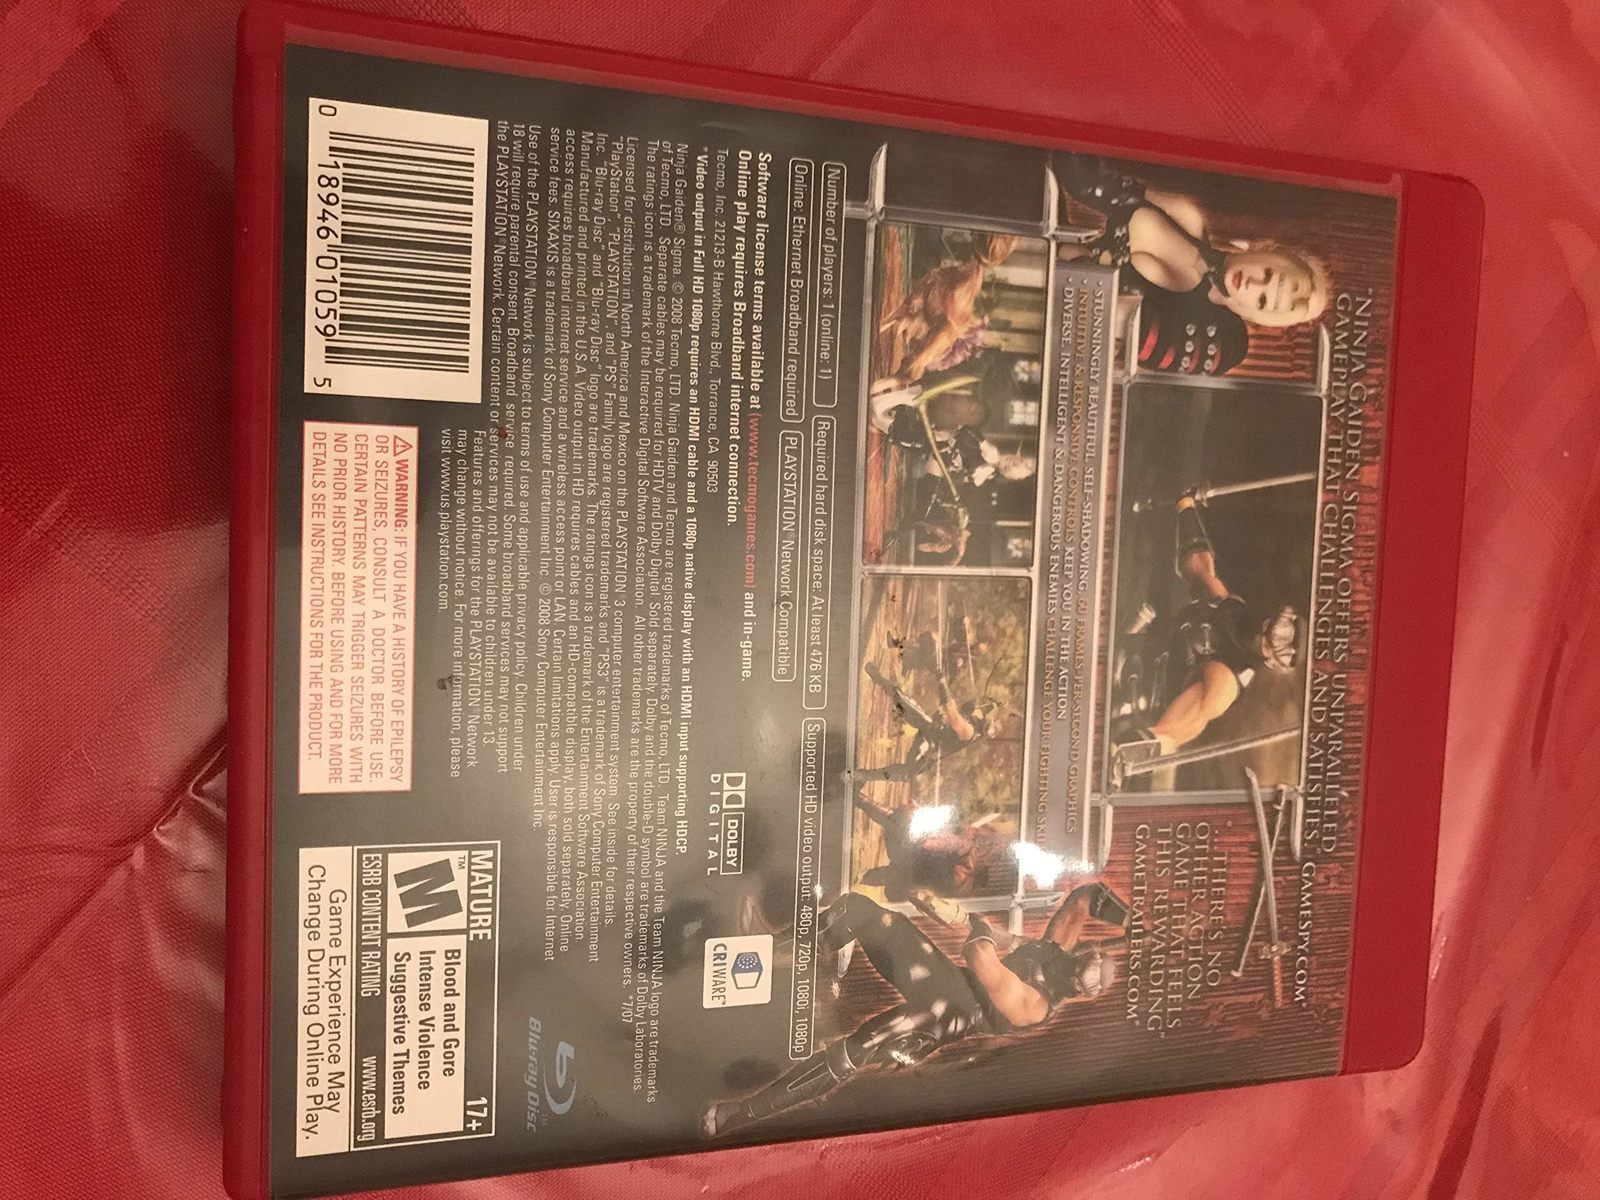 "NINJA GAIDEN SIGMA OFFERS UNPARALLELED
GAMEPLAY THAT CHALLENGES AND SATISFIES." GAMESPY.COM"
"...THERE'S NO
OTHER ACTION
GAME THAT FEELS
THIS REWARDING"
GAMETRAILERS.COM"
· STUNNINGLY BEAUTIFUL, SELF-SHADOWING, 60 FRAMES-PER-SECOND GRAPHICS
· INTUITIVE & RESPONSIVE CONTROLS KEEP YOU IN THE ACTION
· DIVERSE, INTELLIGENT & DANGEROUS ENEMIES CHALLENGE YOUR FIGHTING
Number of players: 1 (online: 1)
Required hard disk space: At least 476 KB
Supported HD video output: 480p, 720p, 1080i, 1080p
Online: Ethernet Broadband required
PLAYSTATION®Network Compatible
Software license terms available at (www.tecmogames.com) and in-game.
Online play requires Broadband internet connection.
DOLBY
DIGITAL
CRIWARE™
Tecmo, Inc. 21213-B Hawthorne Blvd., Torrance, CA 90503
*Video output in Full HD 1080p requires an HDMI cable and a 1080p native display with an HDMI input supporting HDCP.
Ninja Gaiden® Sigma. © 2008 Tecmo, LTD. Ninja Gaiden and Tecmo are registered trademarks of Tecmo, LTD. Team NINJA and the Team NINJA logo are trademarks
of Tecmo, LTD. Separate cables may be required for HDTV and Dolby Digital. Sold separately. Dolby and the double-D symbol are trademarks of Dolby Laboratories.
The ratings icon is a trademark of the Interactive Digital Software Association. All other trademarks are the property of their respective owners. *7/07
Licensed for distribution in North America and Mexico on the PLAYSTATION®3 computer entertainment system. See inside for details.
"PlayStation", "PLAYSTATION", and "PS" Family logo are registered trademarks and "PS3" is a trademark of Sony Computer Entertainment
Inc. "Blu-ray Disc" and "Blu-ray Disc" logo are trademarks. The ratings icon is a trademark of the Entertainment Software Association.
Manufactured and printed in the U.S.A. Video output in HD requires cables and an HD-compatible display, both sold separately. Online
access requires broadband internet service and a wireless access point or LAN. Certain limitations apply. User is responsible for Internet
service fees. SIXAXIS is a trademark of Sony Computer Entertainment Inc. ©2008 Sony Computer Entertainment Inc.
Use of the PLAYSTATION®Network is subject to terms of use and applicable privacy policy. Children under
18 will require parental consent. Broadband service required. Some broadband services may not support
the PLAYSTATION®Network. Certain content or services may not be available to children under 13.
Features and offerings for the PLAYSTATION®Network
may change without notice. For more information, please
visit www.us.playstation.com.
Blu-ray Disc™
0 18946 01059 5
⚠WARNING: IF YOU HAVE A HISTORY OF EPILEPSY
OR SEIZURES, CONSULT A DOCTOR BEFORE USE.
CERTAIN PATTERNS MAY TRIGGER SEIZURES WITH
NO PRIOR HISTORY. BEFORE USING AND FOR MORE
DETAILS SEE INSTRUCTIONS FOR THE PRODUCT.
MATURE 17+
M™
Blood and Gore
Intense Violence
Suggestive Themes
ESRB CONTENT RATING www.esrb.org
Game Experience May
Change During Online Play.